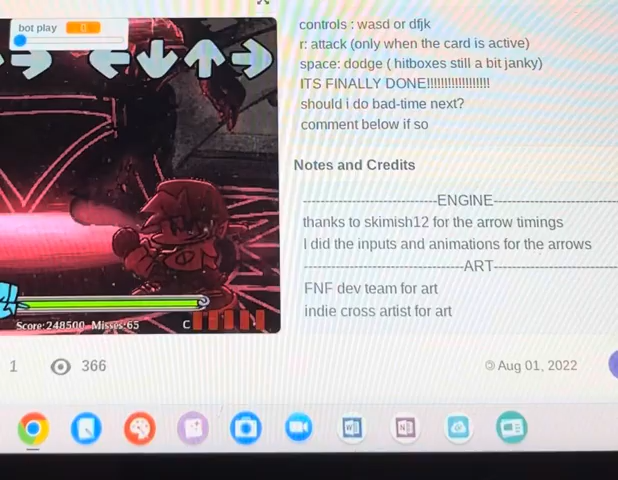 bot play 0
controls : wasd or dfjk
r: attack (only when the card is active)
space: dodge ( hitboxes still a bit janky)
ITS FINALLY DONE!!!!!!!!!!!!!!!!!!!
should i do bad-time next?
comment below if so
Notes and Credits
------------------------------ENGINE----------------------------
thanks to skimish12 for the arrow timings
I did the inputs and animations for the arrows
------------------------------------ART-------------------------
FNF dev team for art
indie cross artist for art
Score:248500 Misses:65
C
1 366
© Aug 01, 2022
W
N